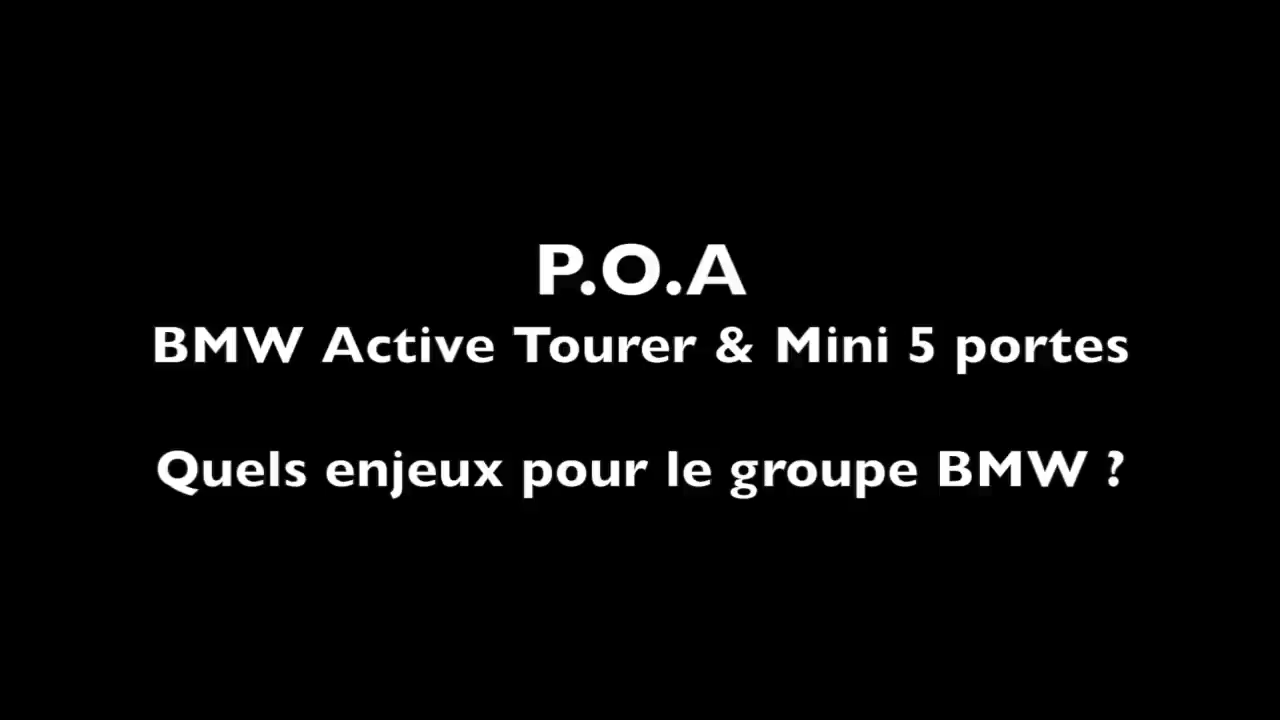 P.O.A
BMW Active Tourer & Mini 5 portes
Quels enjeux pour le groupe BMW ?